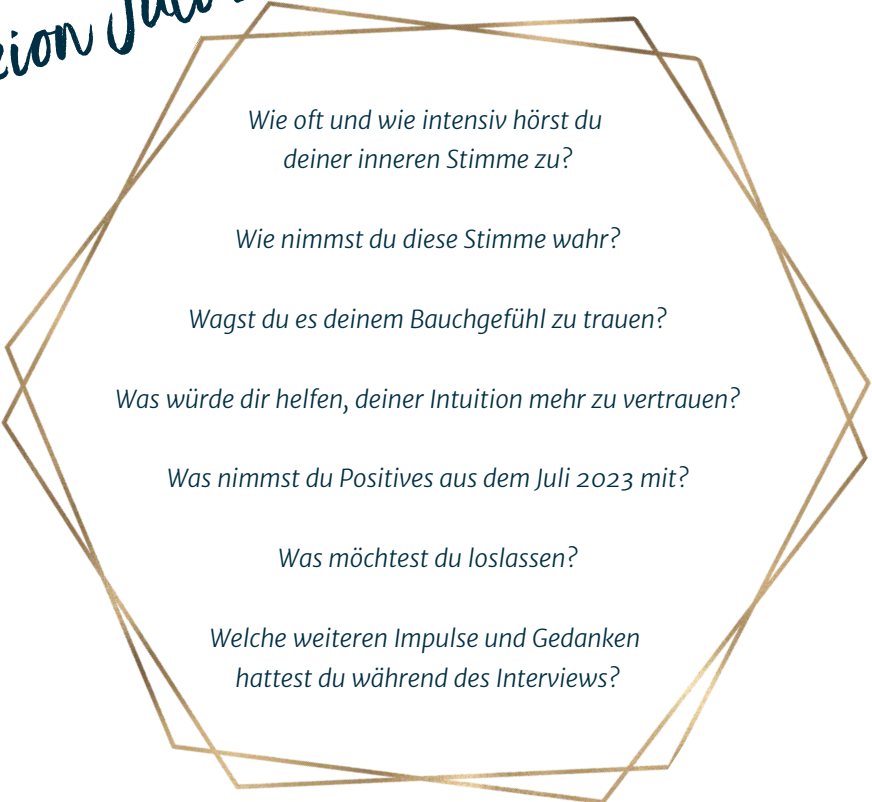 Juli
Wie oft und wie intensiv hörst du
deiner inneren Stimme zu?
Wie nimmst du diese Stimme wahr?
Wagst du es deinem Bauchgefühl zu trauen?
Was würde dir helfen, deiner Intuition mehr zu vertrauen?
Was nimmst du Positives aus dem Juli 2023 mit?
Was möchtest du loslassen?
Welche weiteren Impulse und Gedanken
hattest du während des Interviews?